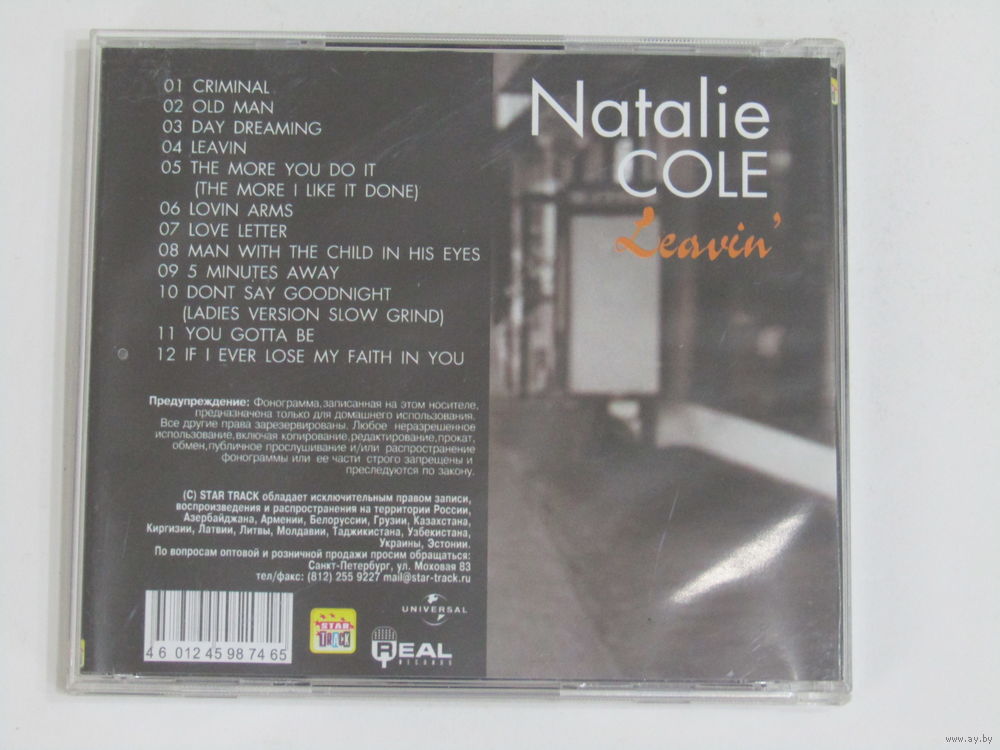 01 CRIMINAL
02 OLD MAN
03 DAY DREAMING
04 LEAVIN
05 THE MORE YOU DO IT
(THE MORE I LIKE IT DONE)
06 LOVIN ARMS
07 LOVE LETTER
08 MAN WITH THE CHILD IN HIS EYES
09 5 MINUTES AWAY
10 DONT SAY GOODNIGHT
(LADIES VERSION SLOW GRIND)
11 YOU GOTTA BE
12 IF I EVER LOSE MY FAITH IN YOU
Natalie
COLE
Leavin'
Предупреждение: Фонограмма,записанная на этом носителе,
предназначена только для домашнего использования.
Все другие права зарезервированы. Любое неразрешенное
использование,включая копирование,редактирование,прокат,
обмен,публичное прослушивание и/или распространение
фонограммы или ее части строго запрещены и
преследуются по закону.
(C) STAR TRACK обладает исключительным правом записи,
воспроизведения и распространения на территории России,
Азербайджана, Армении, Белоруссии, Грузии, Казахстана,
Киргизии, Латвии, Литвы, Молдавии, Таджикистана, Узбекистана,
Украины, Эстонии.
По вопросам оптовой и розничной продажи просим обращаться:
Санкт-Петербург, ул. Моховая 83
тел/факс: (812) 255 9227 mail@star-track.ru
4 6 012 45 98 74 65
STAR
TRACK
REAL
RECORDS
UNIVERSAL
www.ay.by